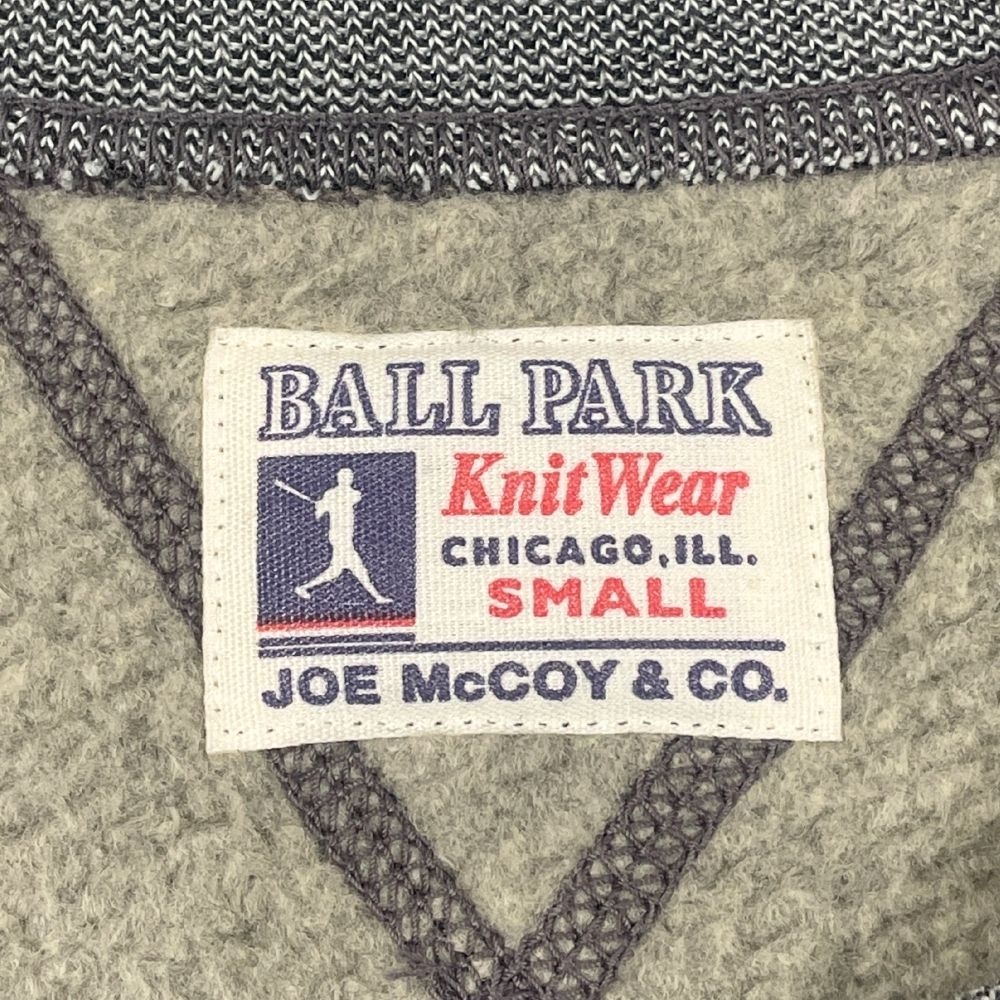 BALL PARK
KnitWear
CHICAGO, ILL.
SMALL
JOE McCOY & CO.